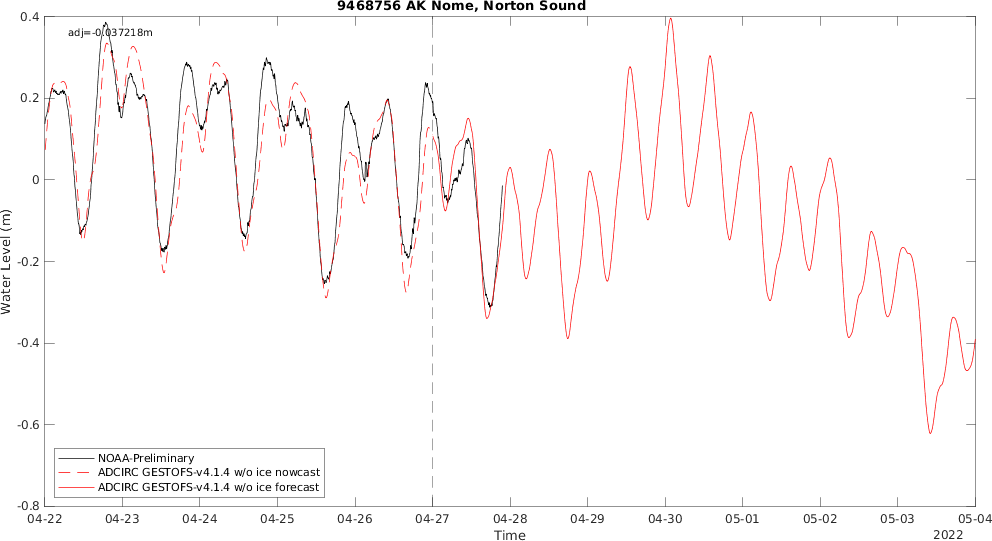 9468756 AK Nome, Norton Sound
adj=-0.037218m
0.4
0.2
0
-0.2
-0.4
-0.6
-0.8
Water Level (m)
NOAA-Preliminary
ADCIRC GESTOFS-v4.1.4 w/o ice nowcast
ADCIRC GESTOFS-v4.1.4 w/o ice forecast
04-22 04-23 04-24 04-25 04-26 04-27 04-28 04-29 04-30 05-01 05-02 05-03 05-04
Time
2022